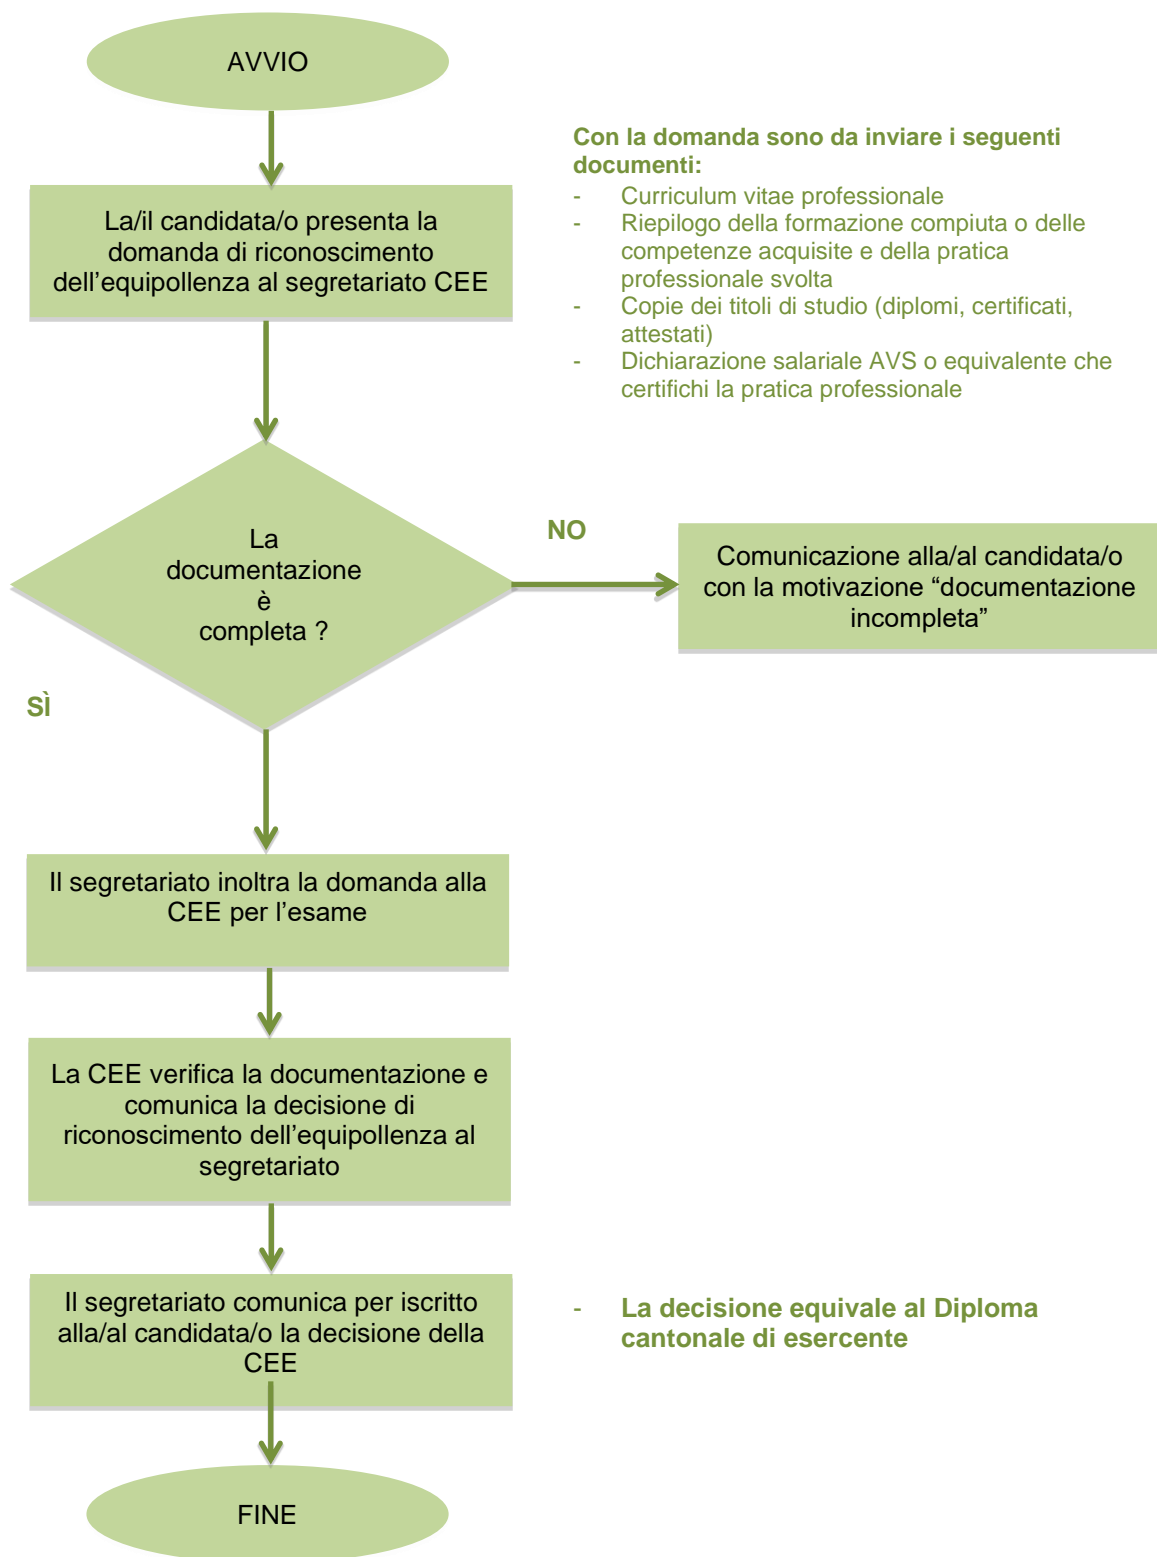 AVVIO
Con la domanda sono da inviare i seguenti
documenti:
- Curriculum vitae professionale
- Riepilogo della formazione compiuta o delle
competenze acquisite e della pratica
professionale svolta
- Copie dei titoli di studio (diplomi, certificati,
attestati)
- Dichiarazione salariale AVS o equivalente che
certifichi la pratica professionale
La/il candidata/o presenta la
domanda di riconoscimento
dell’equipollenza al segretariato CEE
La
documentazione
è
completa ?
NO
Comunicazione alla/al candidata/o
con la motivazione “documentazione
incompleta”
SÌ
Il segretariato inoltra la domanda alla
CEE per l’esame
La CEE verifica la documentazione e
comunica la decisione di
riconoscimento dell’equipollenza al
segretariato
Il segretariato comunica per iscritto
alla/al candidata/o la decisione della
CEE
- La decisione equivale al Diploma
cantonale di esercente
FINE